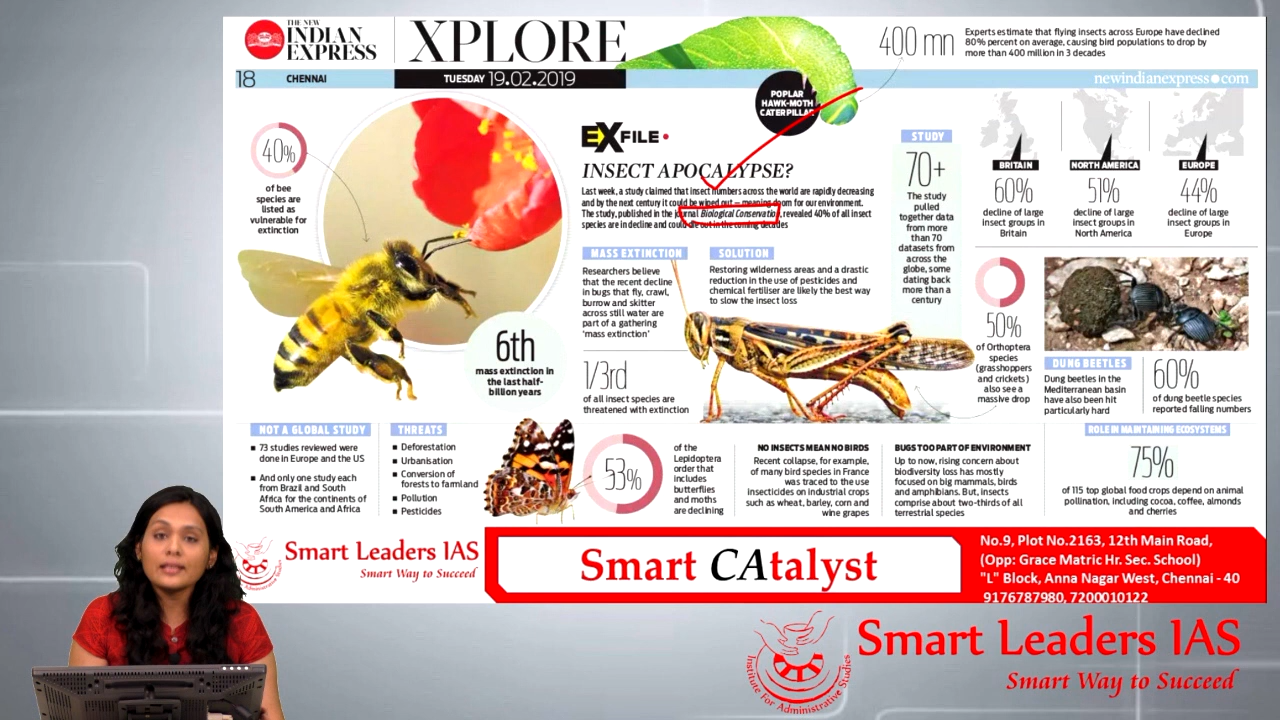 THE NEW
INDIAN
EXPRESS
XPLORE
18 CHENNAI
TUESDAY 19.02.2019
newindianexpress●com
400 mn
Experts estimate that flying insects across Europe have declined
80% percent on average, causing bird populations to drop by
more than 400 million in 3 decades
POPLAR
HAWK-MOTH
CATERPILLAR
40%
of bee
species are
listed as
vulnerable for
extinction
6th
mass extinction in
the last half-
billion years
EXFILE
INSECT APOCALYPSE?
Last week, a study claimed that insect numbers across the world are rapidly decreasing
and by the next century it could be wiped out — meaning doom for our environment.
The study, published in the journal Biological Conservation, revealed 40% of all insect
species are in decline and could die out in the coming decades
MASS EXTINCTION
Researchers believe
that the recent decline
in bugs that fly, crawl,
burrow and skitter
across still water are
part of a gathering
‘mass extinction’
1/3rd
of all insect species are
threatened with extinction
SOLUTION
Restoring wilderness areas and a drastic
reduction in the use of pesticides and
chemical fertiliser are likely the best way
to slow the insect loss
STUDY
70+
The study
pulled
together data
from more
than 70
datasets from
across the
globe, some
dating back
more than a
century
BRITAIN
60%
decline of large
insect groups in
Britain
NORTH AMERICA
51%
decline of large
insect groups in
North America
EUROPE
44%
decline of large
insect groups in
Europe
50%
of Orthoptera
species
(grasshoppers
and crickets)
also see a
massive drop
DUNG BEETLES
Dung beetles in the
Mediterranean basin
have also been hit
particularly hard
60%
of dung beetle species
reported falling numbers
NOT A GLOBAL STUDY
■ 73 studies reviewed were
done in Europe and the US
■ And only one study each
from Brazil and South
Africa for the continents of
South America and Africa
THREATS
■ Deforestation
■ Urbanisation
■ Conversion of
forests to farmland
■ Pollution
■ Pesticides
53%
of the
Lepidoptera
order that
includes
butterflies
and moths
are declining
NO INSECTS MEAN NO BIRDS
Recent collapse, for example,
of many bird species in France
was traced to the use
insecticides on industrial crops
such as wheat, barley, corn and
wine grapes
BUGS TOO PART OF ENVIRONMENT
Up to now, rising concern about
biodiversity loss has mostly
focused on big mammals, birds
and amphibians. But, insects
comprise about two-thirds of all
terrestrial species
ROLE IN MAINTAINING ECOSYSTEMS
75%
of 115 top global food crops depend on animal
pollination, including cocoa, coffee, almonds
and cherries
Smart Leaders IAS
Smart Way to Succeed
Smart CAtalyst
No.9, Plot No.2163, 12th Main Road,
(Opp: Grace Matric Hr. Sec. School)
"L" Block, Anna Nagar West, Chennai - 40
9176787980, 7200010122
Institute For Administrative Studies
Smart Leaders IAS
Smart Way to Succeed